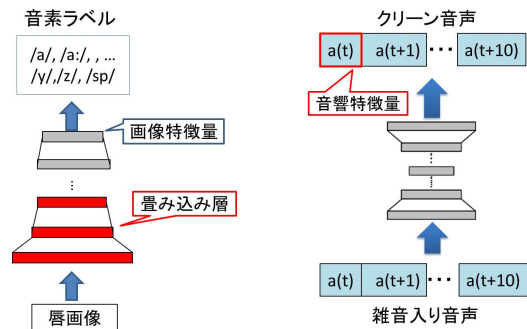 音素ラベル
/a/, /a:/, , ...
/y/,/z/, /sp/
画像特徴量
⋮
畳み込み層
唇画像
クリーン音声
a(t) a(t+1) ••• a(t+10)
音響特徴量
⋮
⋮
a(t) a(t+1) ••• a(t+10)
雑音入り音声